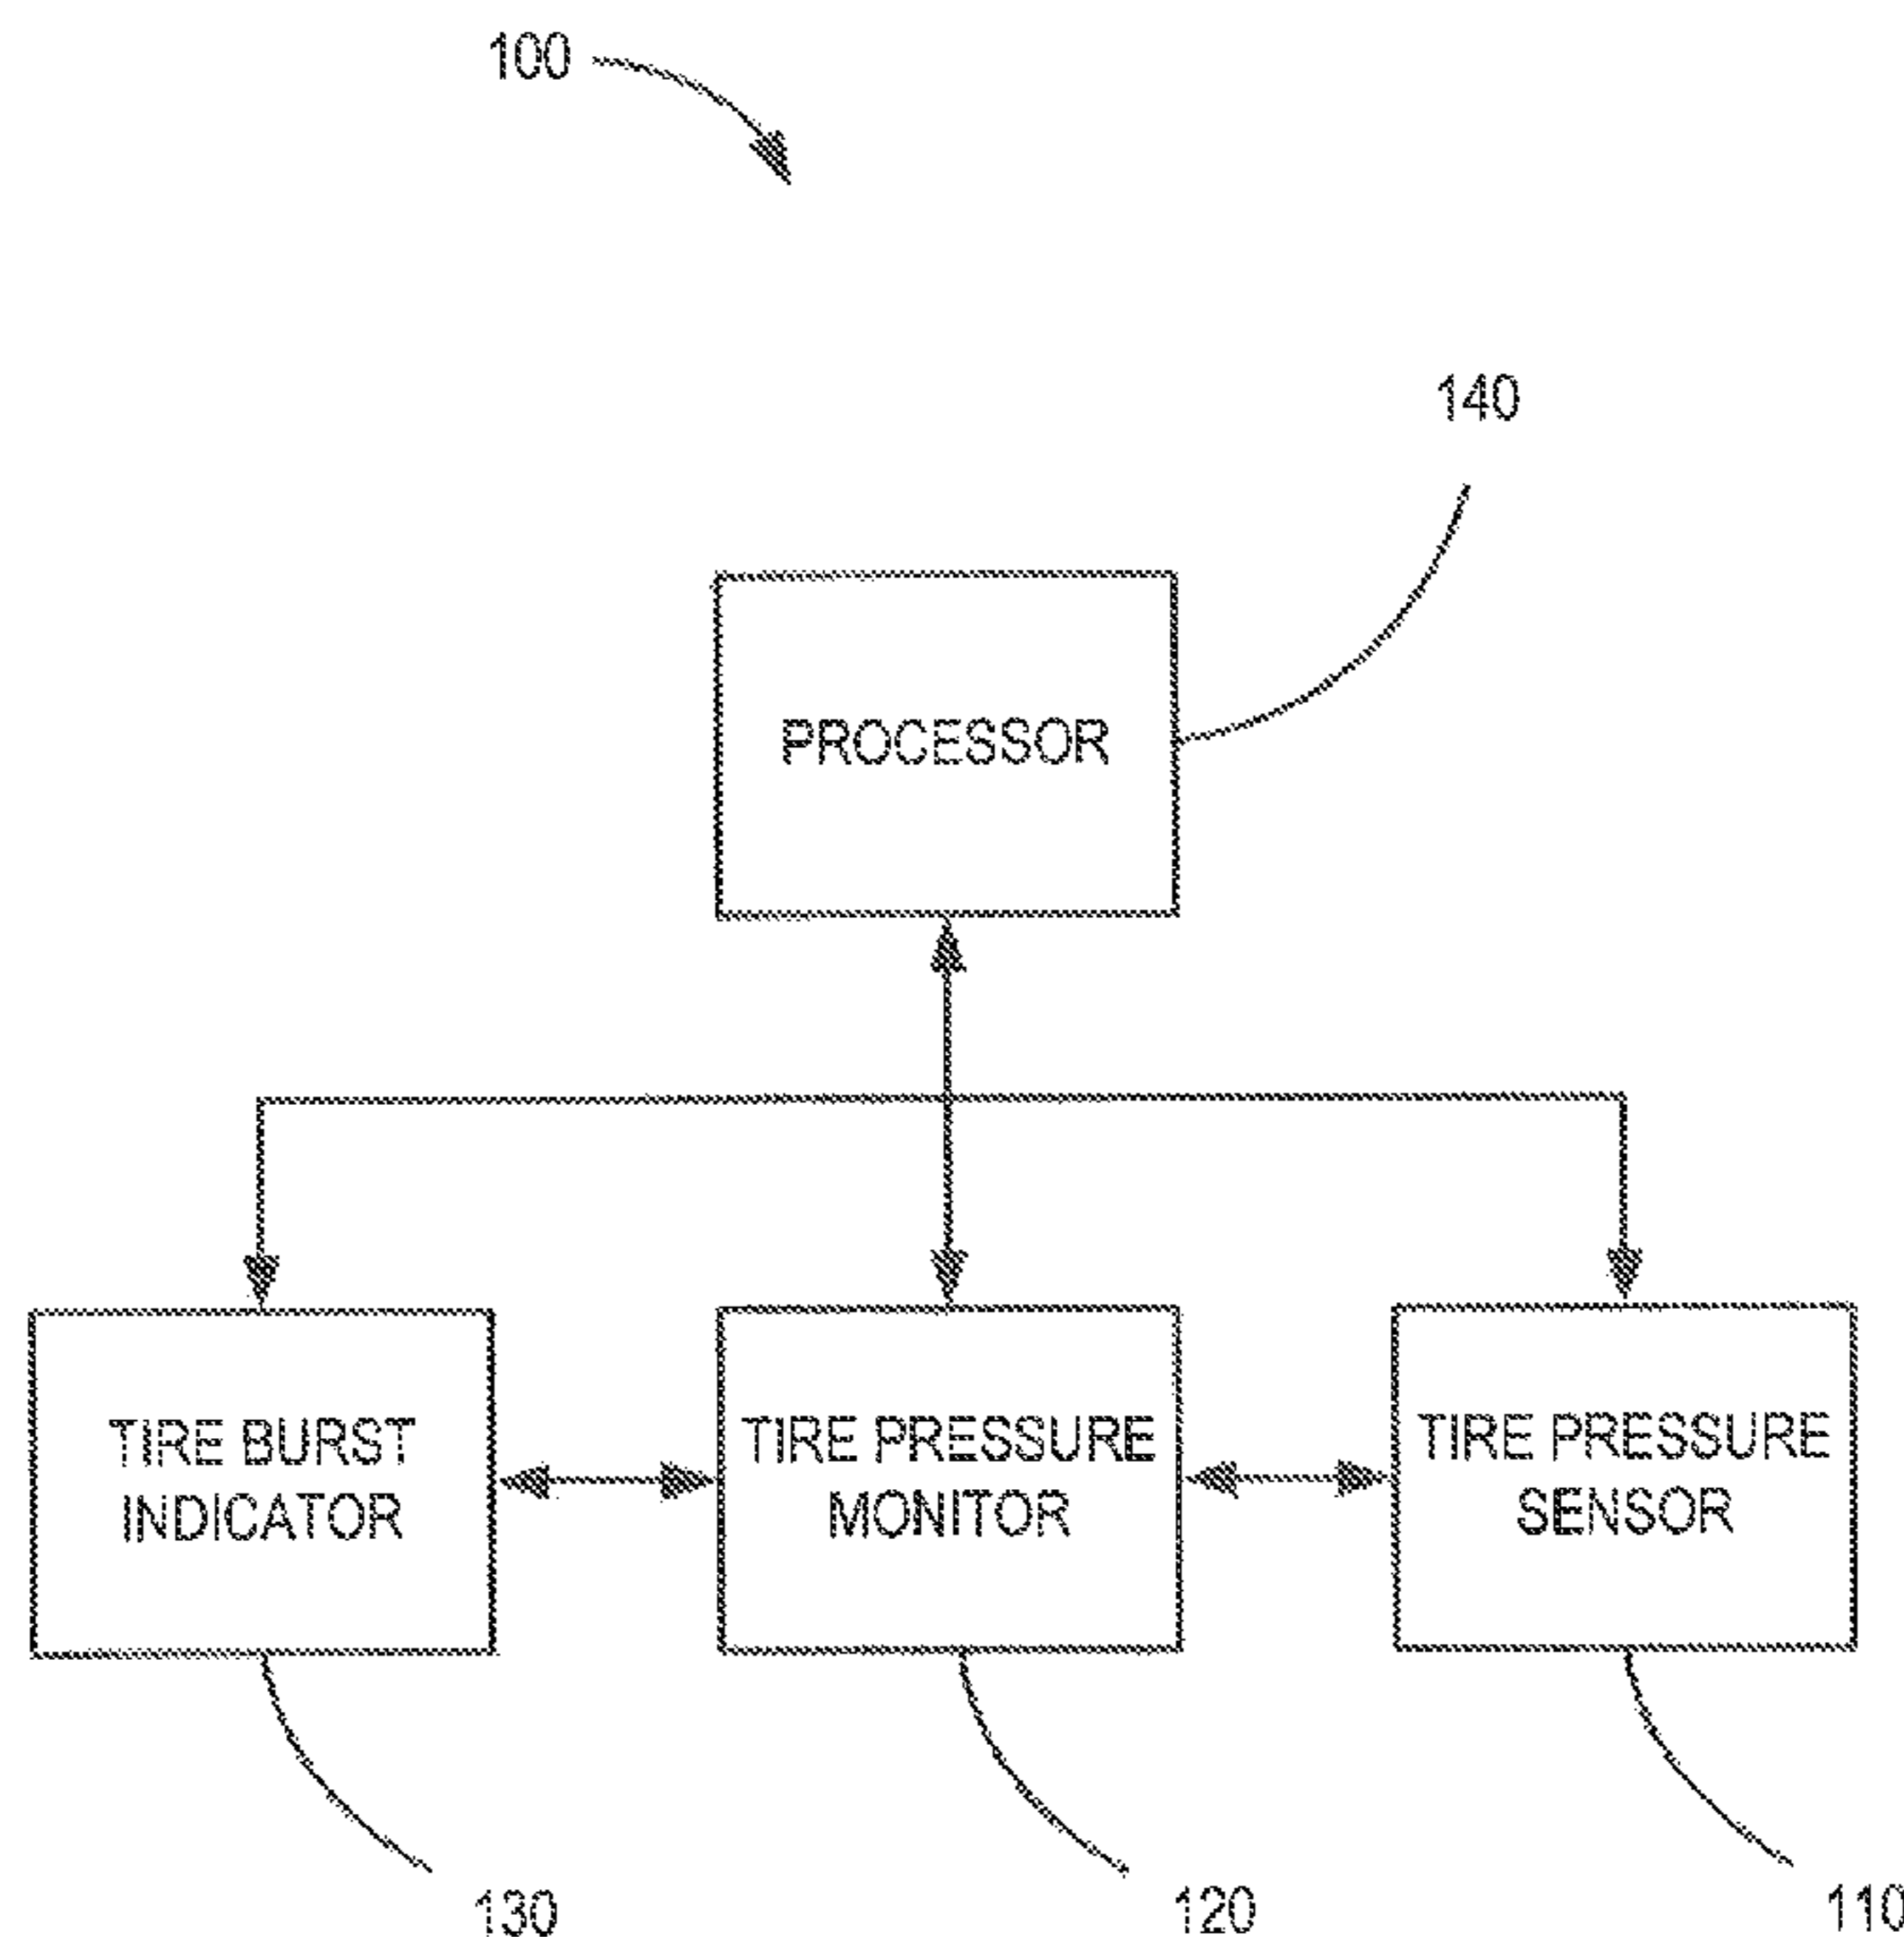 100
140
PROCESSOR
TIRE BURST
INDICATOR
TIRE PRESSURE
MONITOR
TIRE PRESSURE
SENSOR
130
120
110